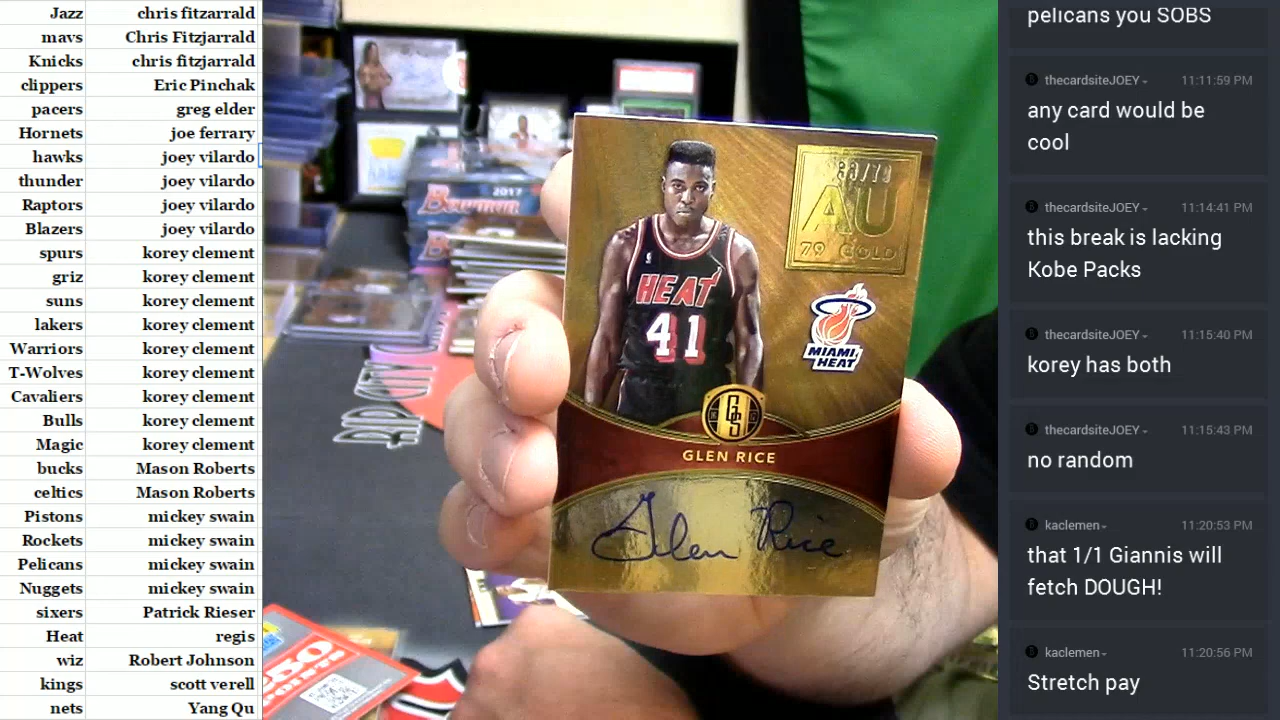 Jazz chris fitzarrald
mavs Chris Fitzjarrald
Knicks chris fitzjarrald
clippers Eric Pinchak
pacers greg elder
Hornets joe ferrary
hawks joey vilardo
thunder joey vilardo
Raptors joey vilardo
Blazers joey vilardo
spurs korey clement
griz korey clement
suns korey clement
lakers korey clement
Warriors korey clement
T-Wolves korey clement
Cavaliers korey clement
Bulls korey clement
Magic korey clement
bucks Mason Roberts
celtics Mason Roberts
Pistons mickey swain
Rockets mickey swain
Pelicans mickey swain
Nuggets mickey swain
sixers Patrick Rieser
Heat regis
wiz Robert Johnson
kings scott verell
nets Yang Qu
2017
Bowman
RIP CITY
AU
79 GOLD
HEAT
41
MIAMI
HEAT
GS
GLEN RICE
Glen Rice
pelicans you SOBS
thecardsiteJOEY 11:11:59 PM
any card would be
cool
thecardsiteJOEY 11:14:41 PM
this break is lacking
Kobe Packs
thecardsiteJOEY 11:15:40 PM
korey has both
thecardsiteJOEY 11:15:43 PM
no random
kaclemen 11:20:53 PM
that 1/1 Giannis will
fetch DOUGH!
kaclemen 11:20:56 PM
Stretch pay